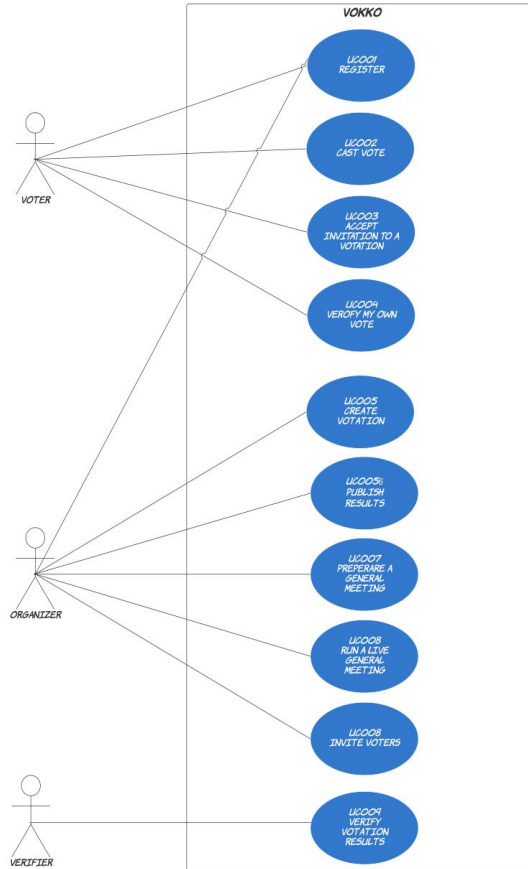 VOKKO
UC001
REGISTER
UC002
CAST VOTE
VOTER
UC003
ACCEPT
INVITATION TO A
VOTATION
UC004
VEROFY MY OWN
VOTE
UC005
CREATE
VOTATION
UC0056
PUBLISH
RESULTS
UC007
PREPERARE A
GENERAL
MEETING
ORGANIZER
UC008
RUN A LIVE
GENERAL
MEETING
UC008
INVITE VOTERS
UC009
VERIFY
VOTATION
RESULTS
VERIFIER